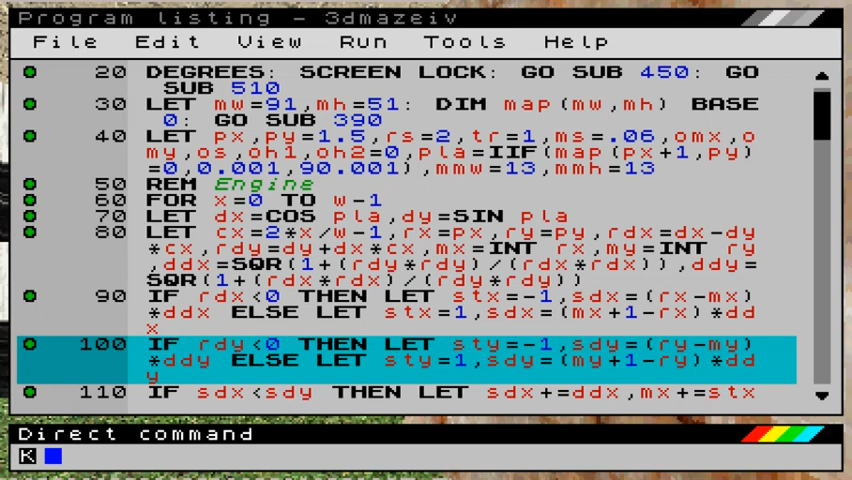 Program listing - 3dmazeiv
File Edit View Run Tools Help
20 DEGREES: SCREEN LOCK: GO SUB 450: GO
SUB 510
30 LET mw=91,mh=51: DIM map(mw,mh) BASE
0: GO SUB 390
40 LET px,py=1.5,rs=2,tr=1,ms=.06,omx,o
my,os,oh1,oh2=0,pla=IIF(map(px+1,py)
=0,0.001,90.001),mmw=13,mmh=13
50 REM Engine
60 FOR x=0 TO w-1
70 LET dx=COS pla,dy=SIN pla
80 LET cx=2*x/w-1,rx=px,ry=py,rdx=dx-dy
*cx,rdy=dy+dx*cx,mx=INT rx,my=INT ry
,ddx=SQR(1+(rdy*rdy)/(rdx*rdx)),ddy=
SQR(1+(rdx*rdx)/(rdy*rdy))
90 IF rdx<0 THEN LET stx=-1,sdx=(rx-mx)
*ddx ELSE LET stx=1,sdx=(mx+1-rx)*dd
x
100 IF rdy<0 THEN LET sty=-1,sdy=(ry-my)
*ddy ELSE LET sty=1,sdy=(my+1-ry)*dd
y
110 IF sdx<sdy THEN LET sdx+=ddx,mx+=stx
Direct command
K